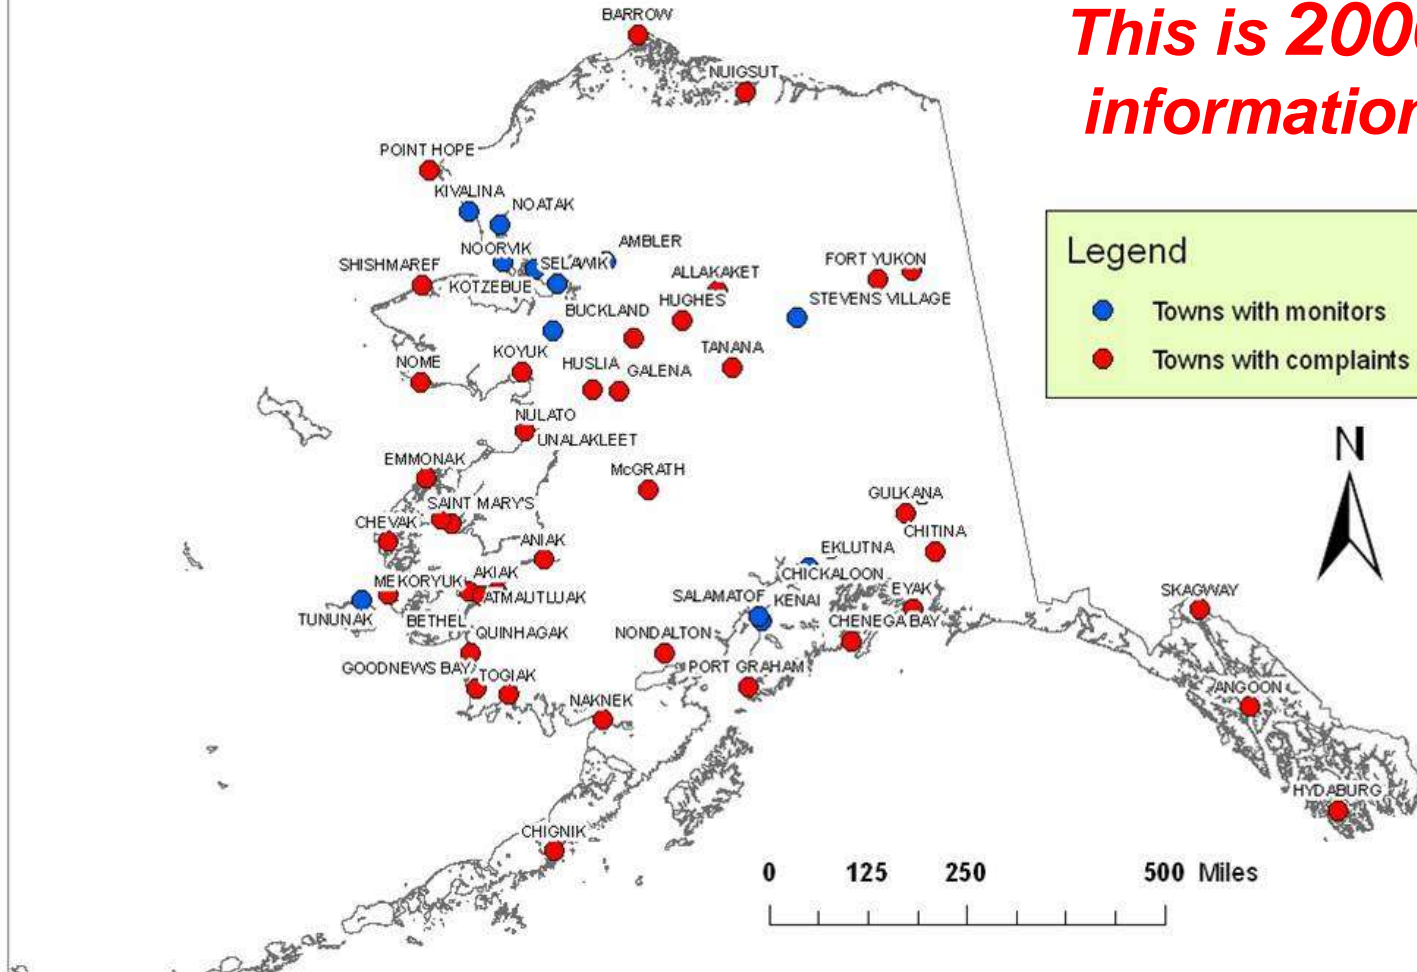 BARROW
This is 200
information
NUIGSUT
POINT HOPE
KIVALINA
NOATAK
NOORVIK
SELAWIK
AMBLER
SHISHMAREF
KOTZEBUE
ALLAKAKET
FORT YUKON
HUGHES
STEVENS VILLAGE
BUCKLAND
Legend
Towns with monitors
Towns with complaints
NOME
KOYUK
HUSLIA
GALENA
TANANA
NULATO
UNALAKLEET
EMMONAK
McGRATH
SAINT MARY'S
CHEVAK
ANIAK
GULKANA
CHITINA
N
EKLUTNA
CHICKALOON
MEKORYUK
AKIAK
ATMAUTLUAK
TUNUNAK
BETHEL
SALAMATOF
KENAI
EYAK
CHENEGA BAY
SKAGWAY
QUINHAGAK
NONDALTON
GOODNEWS BAY
TOGIAK
PORT GRAHAM
NAKNEK
ANGOON
HYDABURG
CHIGNIK
0 125 250 500 Miles